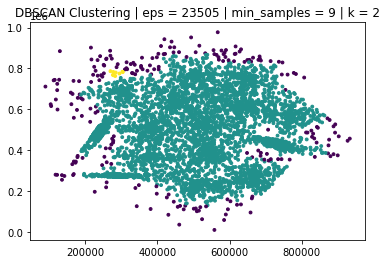 DBSCAN Clustering | eps = 23505 | min_samples = 9 | k = 2
1e6
1.0
0.8
0.6
0.4
0.2
0.0
200000 400000 600000 800000